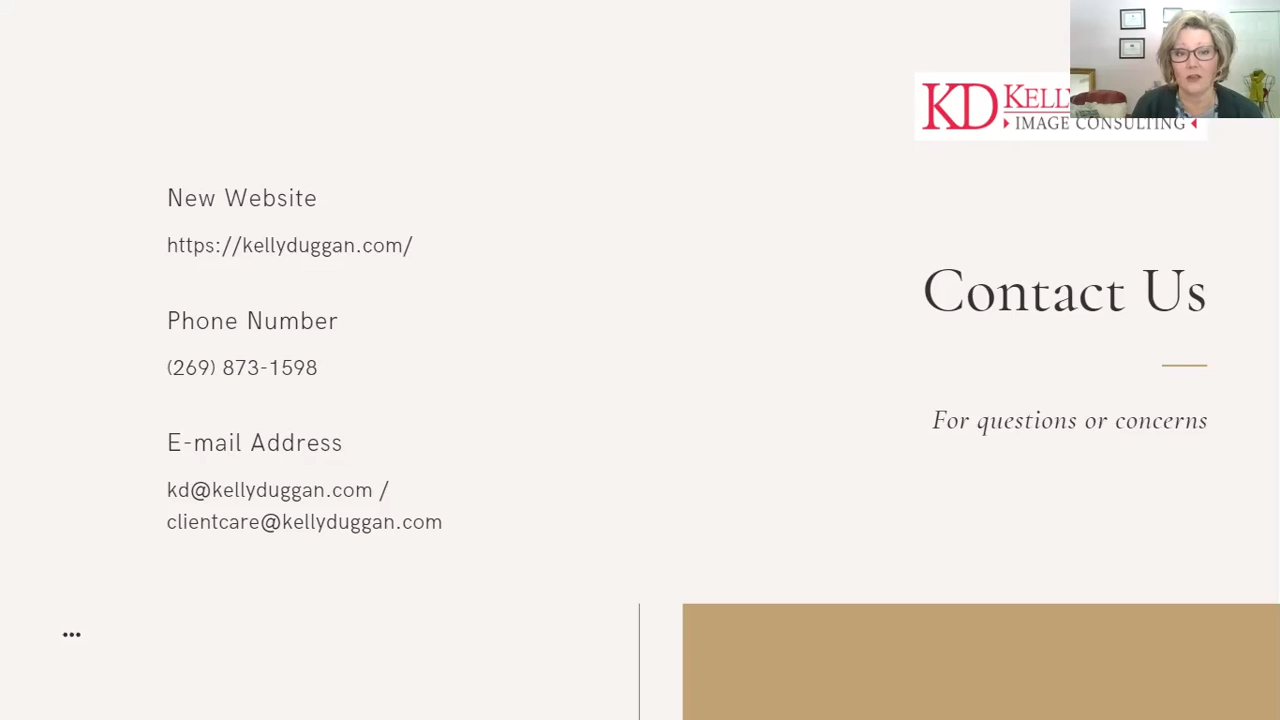 KD KELLY
IMAGE CONSULTING
New Website
https://kellyduggan.com/
Contact Us
Phone Number
(269) 873-1598
For questions or concerns
E-mail Address
kd@kellyduggan.com /
clientcare@kellyduggan.com
...